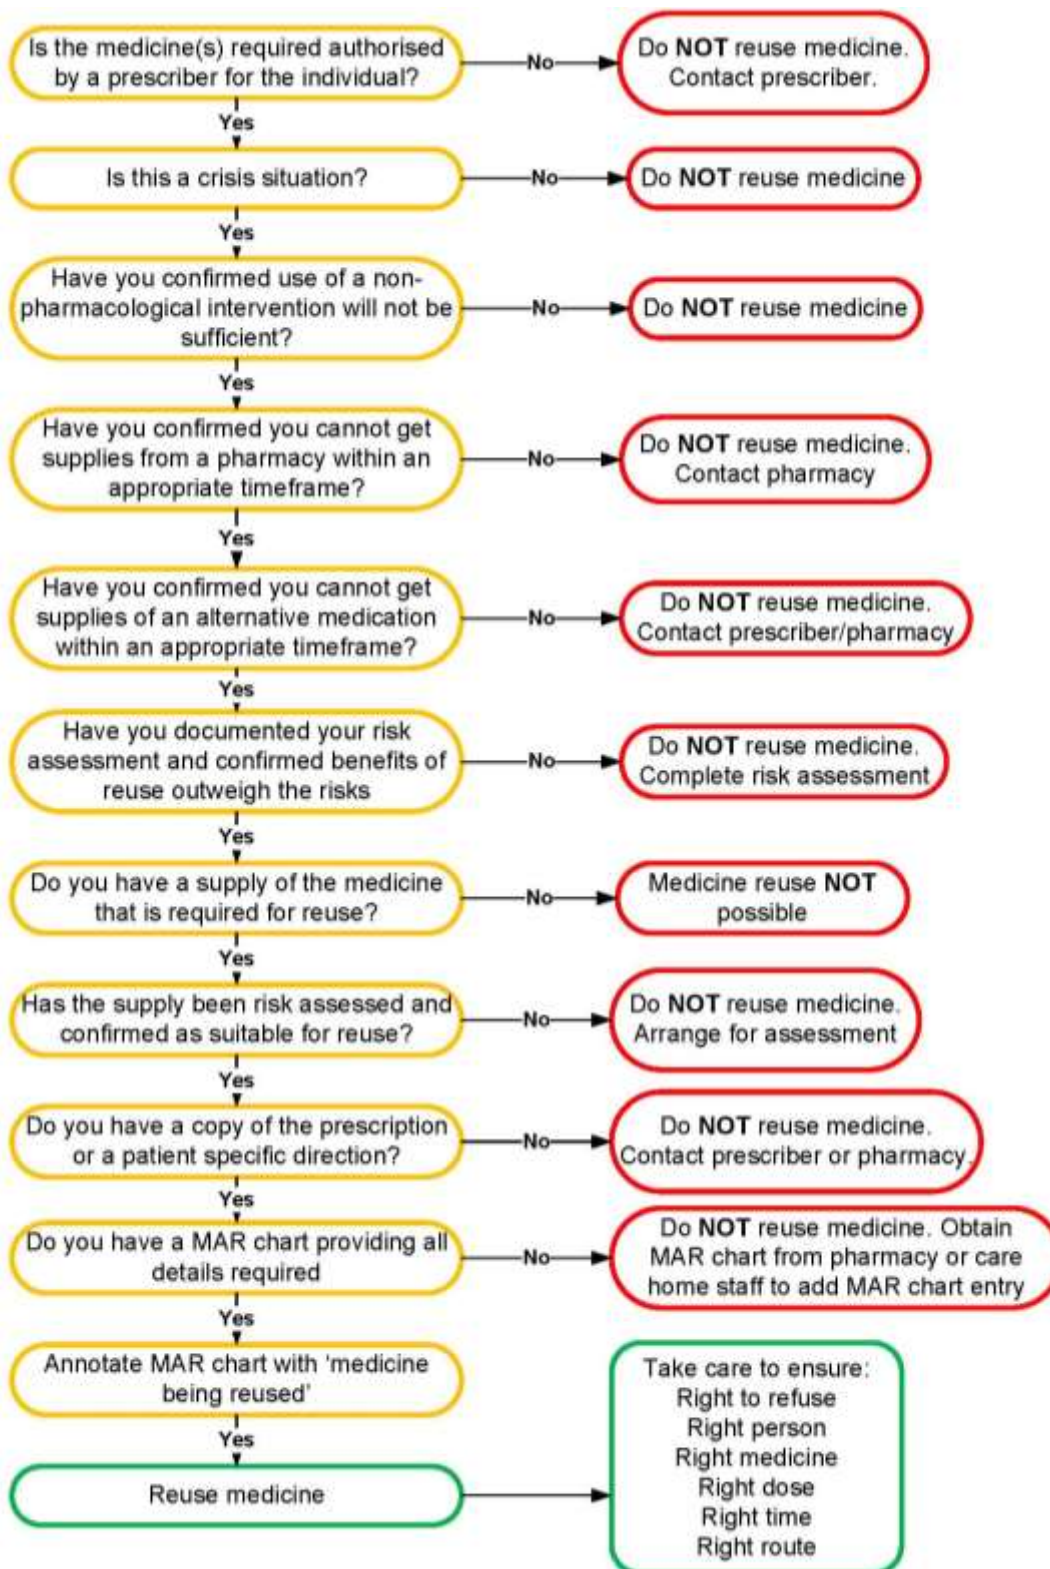 Is the medicine(s) required authorised
by a prescriber for the individual?
No
Do NOT reuse medicine.
Contact prescriber.
Yes
Is this a crisis situation?
No
Do NOT reuse medicine
Yes
Have you confirmed use of a non-
pharmacological intervention will not be
sufficient?
No
Do NOT reuse medicine
Yes
Have you confirmed you cannot get
supplies from a pharmacy within an
appropriate timeframe?
No
Do NOT reuse medicine.
Contact pharmacy
Yes
Have you confirmed you cannot get
supplies of an alternative medication
within an appropriate timeframe?
No
Do NOT reuse medicine.
Contact prescriber/pharmacy
Yes
Have you documented your risk
assessment and confirmed benefits of
reuse outweigh the risks
No
Do NOT reuse medicine.
Complete risk assessment
Yes
Do you have a supply of the medicine
that is required for reuse?
No
Medicine reuse NOT
possible
Yes
Has the supply been risk assessed and
confirmed as suitable for reuse?
No
Do NOT reuse medicine.
Arrange for assessment
Yes
Do you have a copy of the prescription
or a patient specific direction?
No
Do NOT reuse medicine.
Contact prescriber or pharmacy.
Yes
Do you have a MAR chart providing all
details required
No
Do NOT reuse medicine. Obtain
MAR chart from pharmacy or care
home staff to add MAR chart entry
Yes
Annotate MAR chart with ‘medicine
being reused’
Yes
Reuse medicine
Take care to ensure:
Right to refuse
Right person
Right medicine
Right dose
Right time
Right route